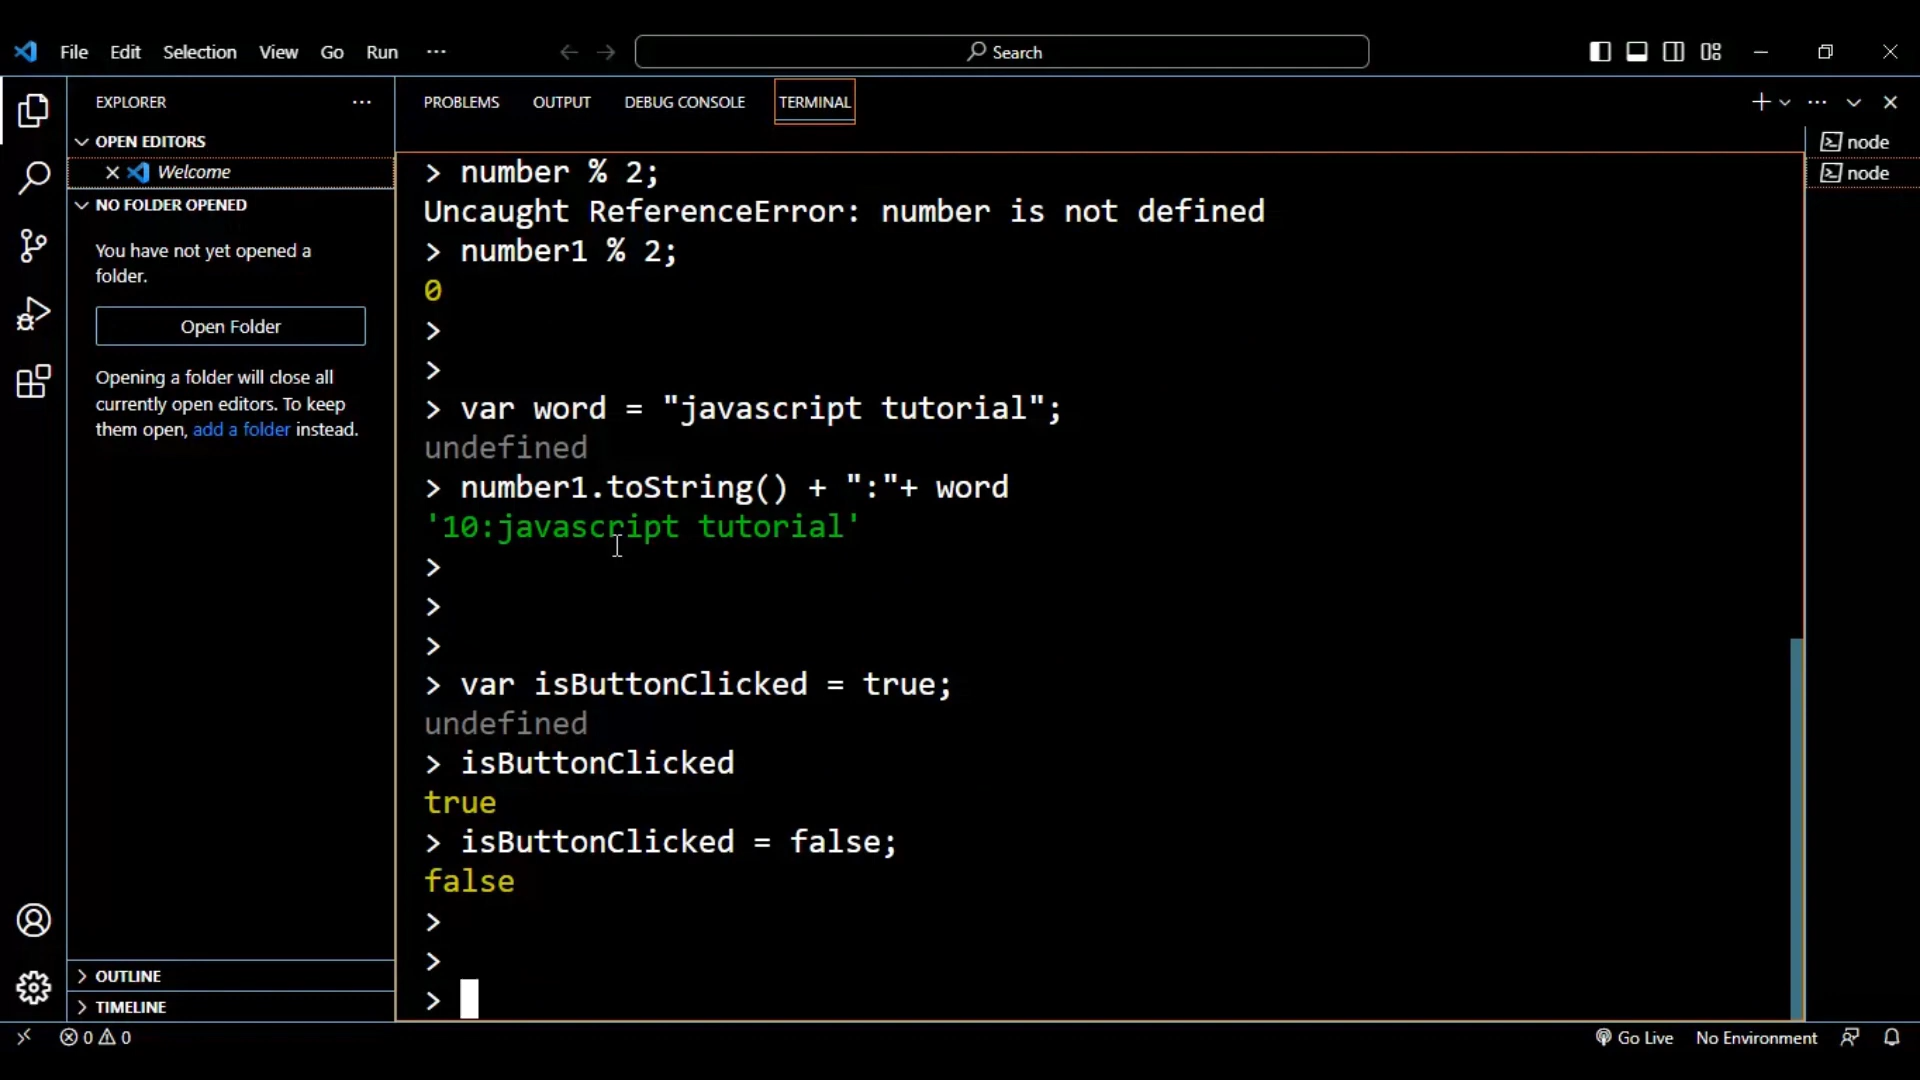 File Edit Selection View Go Run ... Search
EXPLORER ...
OPEN EDITORS
Welcome
NO FOLDER OPENED
You have not yet opened a
folder.
Open Folder
Opening a folder will close all
currently open editors. To keep
them open, add a folder instead.
OUTLINE
TIMELINE
PROBLEMS OUTPUT DEBUG CONSOLE TERMINAL
> number % 2;
Uncaught ReferenceError: number is not defined
> number1 % 2;
0
>
>
> var word = "javascript tutorial";
undefined
> number1.toString() + ":"+ word
'10:javascript tutorial'
>
>
>
> var isButtonClicked = true;
undefined
> isButtonClicked
true
> isButtonClicked = false;
false
>
>
>
node
node
0 0 Go Live No Environment